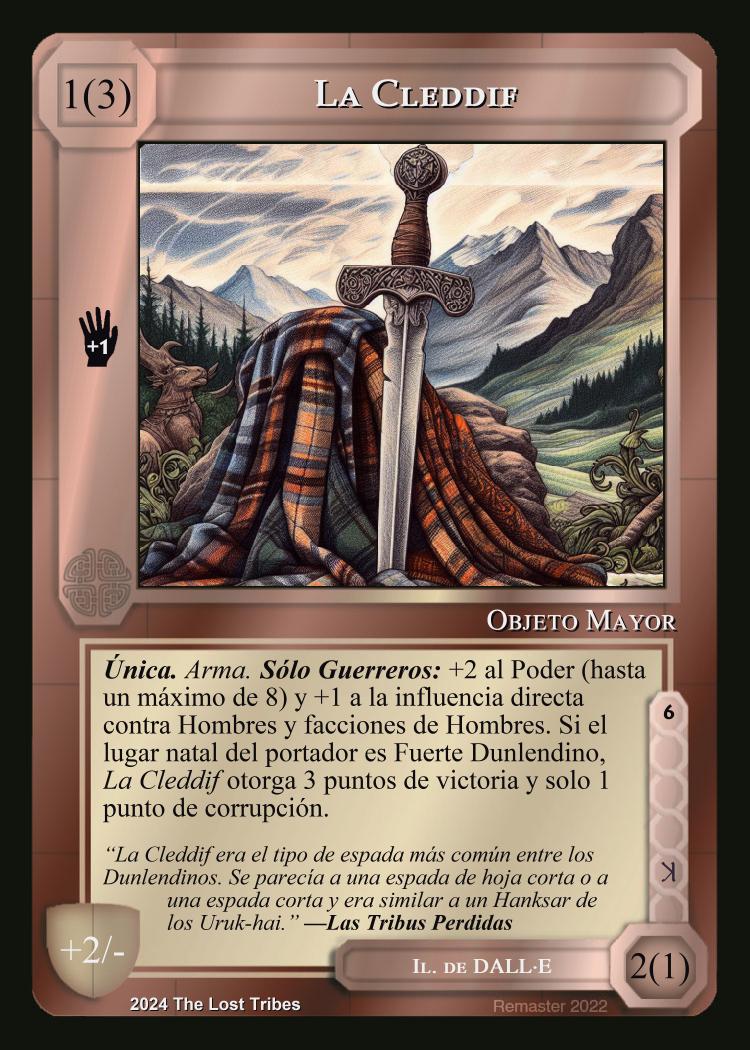 1(3)
La Cleddif
+1
Objeto Mayor
Única. Arma. Sólo Guerreros: +2 al Poder (hasta
un máximo de 8) y +1 a la influencia directa
contra Hombres y facciones de Hombres. Si el
lugar natal del portador es Fuerte Dunlendino,
La Cleddif otorga 3 puntos de victoria y solo 1
punto de corrupción.
6
“La Cleddif era el tipo de espada más común entre los
Dunlendinos. Se parecía a una espada de hoja corta o a
una espada corta y era similar a un Hanksar de
los Uruk-hai.” —Las Tribus Perdidas
+2/-
Il. de DALL·E
2(1)
2024 The Lost Tribes
Remaster 2022